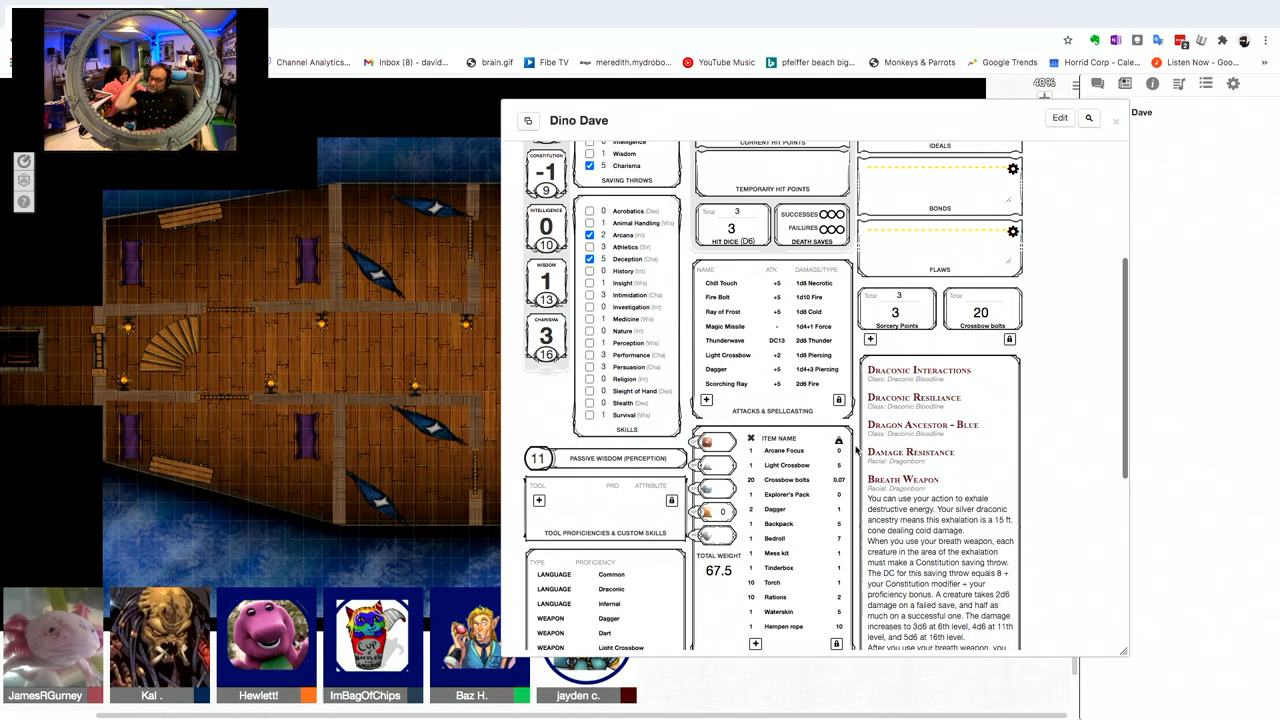 Channel Analytics...
Inbox (8) - david...
brain.gif
Fibe TV
meredith.mydrobo...
YouTube Music
pfeiffer beach big...
Monkeys & Parrots
Google Trends
Horrid Corp - Cale...
Listen Now - Goo...
40%
Dave
Dino Dave
Edit
CONSTITUTION
-1
9
INTELLIGENCE
0
10
WISDOM
1
13
CHARISMA
3
16
0 Intelligence
1 Wisdom
5 Charisma
SAVING THROWS
0 Acrobatics (Dex)
1 Animal Handling (Wis)
2 Arcana (Int)
3 Athletics (Str)
5 Deception (Cha)
0 History (Int)
1 Insight (Wis)
3 Intimidation (Cha)
0 Investigation (Int)
1 Medicine (Wis)
0 Nature (Int)
1 Perception (Wis)
3 Performance (Cha)
3 Persuasion (Cha)
0 Religion (Int)
0 Sleight of Hand (Dex)
0 Stealth (Dex)
1 Survival (Wis)
SKILLS
11 PASSIVE WISDOM (PERCEPTION)
TOOL PRO ATTRIBUTE
TOOL PROFICIENCIES & CUSTOM SKILLS
TYPE PROFICIENCY
LANGUAGE Common
LANGUAGE Draconic
LANGUAGE Infernal
WEAPON Dagger
WEAPON Dart
WEAPON Light Crossbow
CURRENT HIT POINTS
TEMPORARY HIT POINTS
Total 3
3
HIT DICE (D6)
SUCCESSES
FAILURES
DEATH SAVES
NAME ATK DAMAGE/TYPE
Chill Touch +5 1d8 Necrotic
Fire Bolt +5 1d10 Fire
Ray of Frost +5 1d8 Cold
Magic Missile - 1d4+1 Force
Thunderwave DC13 2d8 Thunder
Light Crossbow +2 1d8 Piercing
Dagger +5 1d4+3 Piercing
Scorching Ray +5 2d6 Fire
ATTACKS & SPELLCASTING
0
TOTAL WEIGHT
67.5
ITEM NAME
1 Arcane Focus 0
1 Light Crossbow 5
20 Crossbow bolts 0.07
1 Explorer's Pack 0
2 Dagger 1
1 Backpack 5
1 Bedroll 7
1 Mess kit 1
1 Tinderbox 1
10 Torch 1
10 Rations 2
1 Waterskin 5
1 Hempen rope 10
IDEALS
BONDS
FLAWS
Total 3
3
Sorcery Points
Total
20
Crossbow bolts
DRACONIC INTERACTIONS
Class: Draconic Bloodline
DRACONIC RESILIANCE
Class: Draconic Bloodline
DRAGON ANCESTOR - BLUE
Class: Draconic Bloodline
DAMAGE RESISTANCE
Racial: Dragonborn
BREATH WEAPON
Racial: Dragonborn
You can use your action to exhale
destructive energy. Your silver draconic
ancestry means this exhalation is a 15 ft.
cone dealing cold damage.
When you use your breath weapon, each
creature in the area of the exhalation
must make a Constitution saving throw.
The DC for this saving throw equals 8 +
your Constitution modifier + your
proficiency bonus. A creature takes 2d6
damage on a failed save, and half as
much on a successful one. The damage
increases to 3d6 at 6th level, 4d6 at 11th
level, and 5d6 at 16th level.
After you use your breath weapon, you
CUP
JamesRGurney
Kal .
Hewlett!
ImBagOfChips
Baz H.
jayden c.